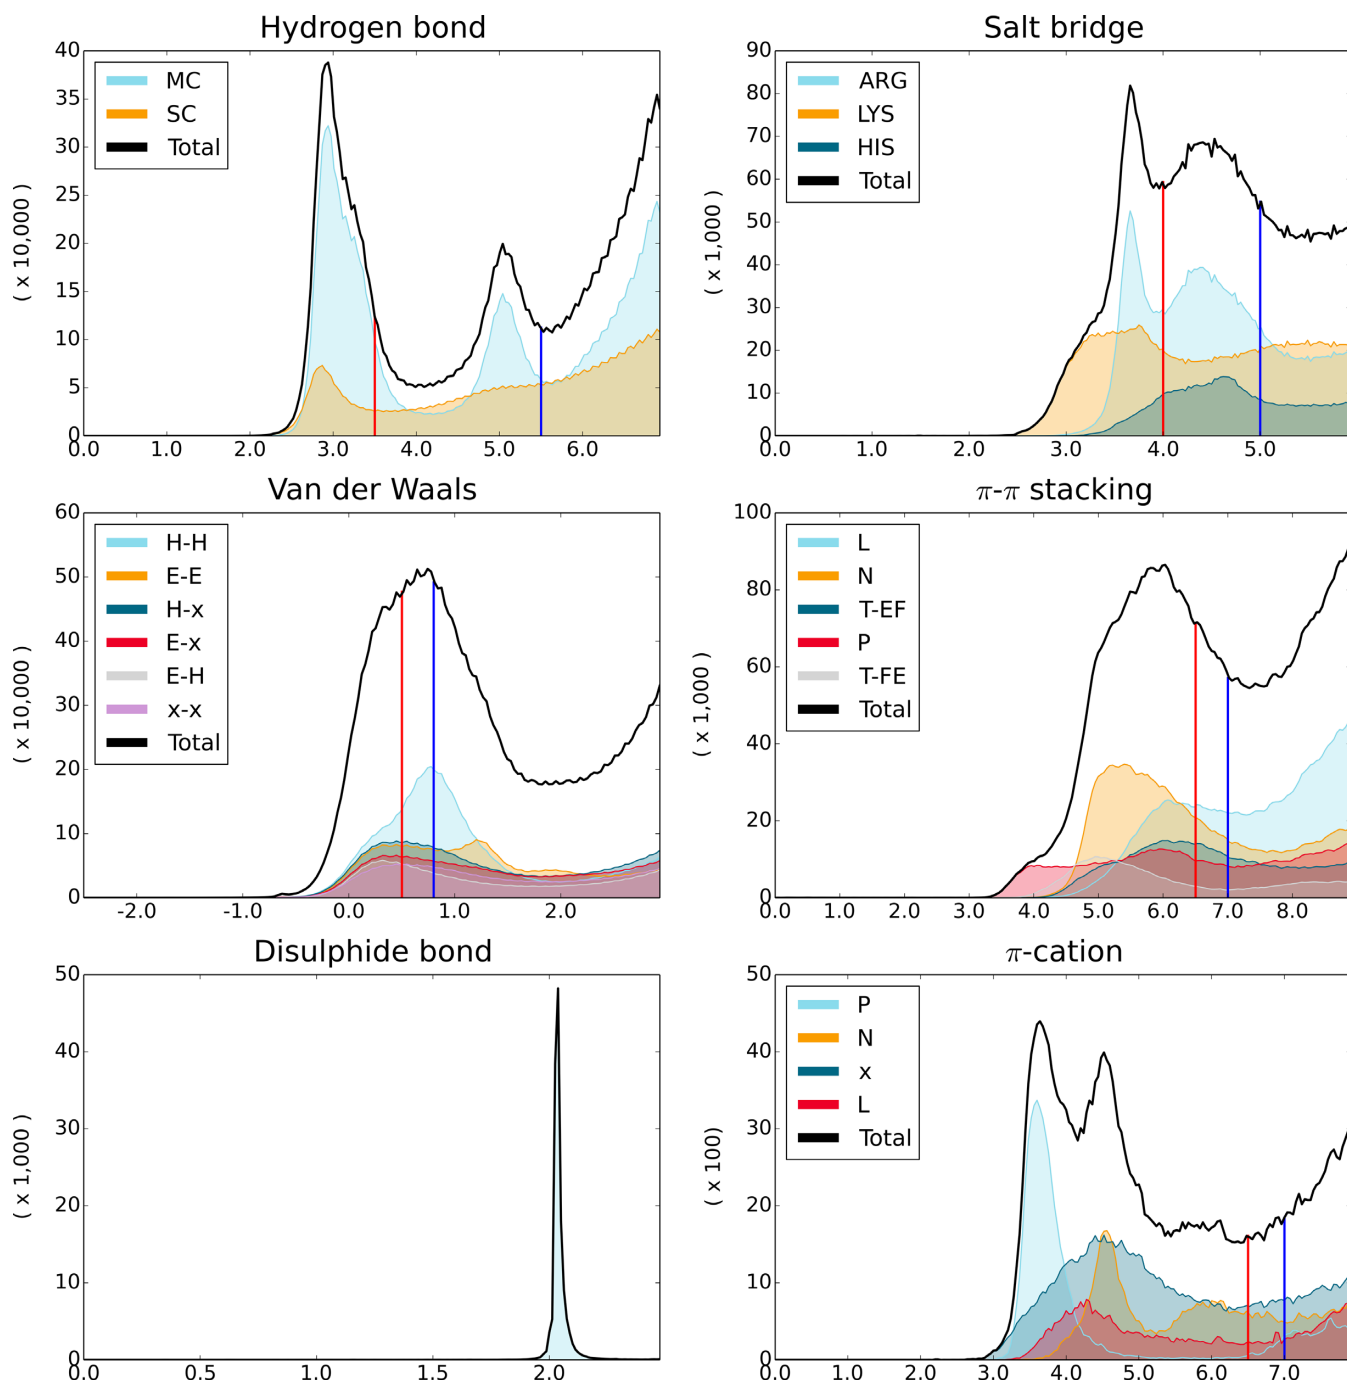 Hydrogen bond
40
35
30
25
20
15
10
5
0
( x 10,000 )
MC
SC
Total
0.0 1.0 2.0 3.0 4.0 5.0 6.0
Salt bridge
90
80
70
60
50
40
30
20
10
0
( x 1,000 )
ARG
LYS
HIS
Total
0.0 1.0 2.0 3.0 4.0 5.0
Van der Waals
60
50
40
30
20
10
0
( x 10,000 )
H-H
E-E
H-x
E-x
E-H
x-x
Total
-2.0 -1.0 0.0 1.0 2.0
π-π stacking
100
80
60
40
20
0
( x 1,000 )
L
N
T-EF
P
T-FE
Total
0.0 1.0 2.0 3.0 4.0 5.0 6.0 7.0 8.0
Disulphide bond
50
40
30
20
10
0
( x 1,000 )
0.0 0.5 1.0 1.5 2.0
π-cation
50
40
30
20
10
0
( x 100)
P
N
x
L
Total
0.0 1.0 2.0 3.0 4.0 5.0 6.0 7.0